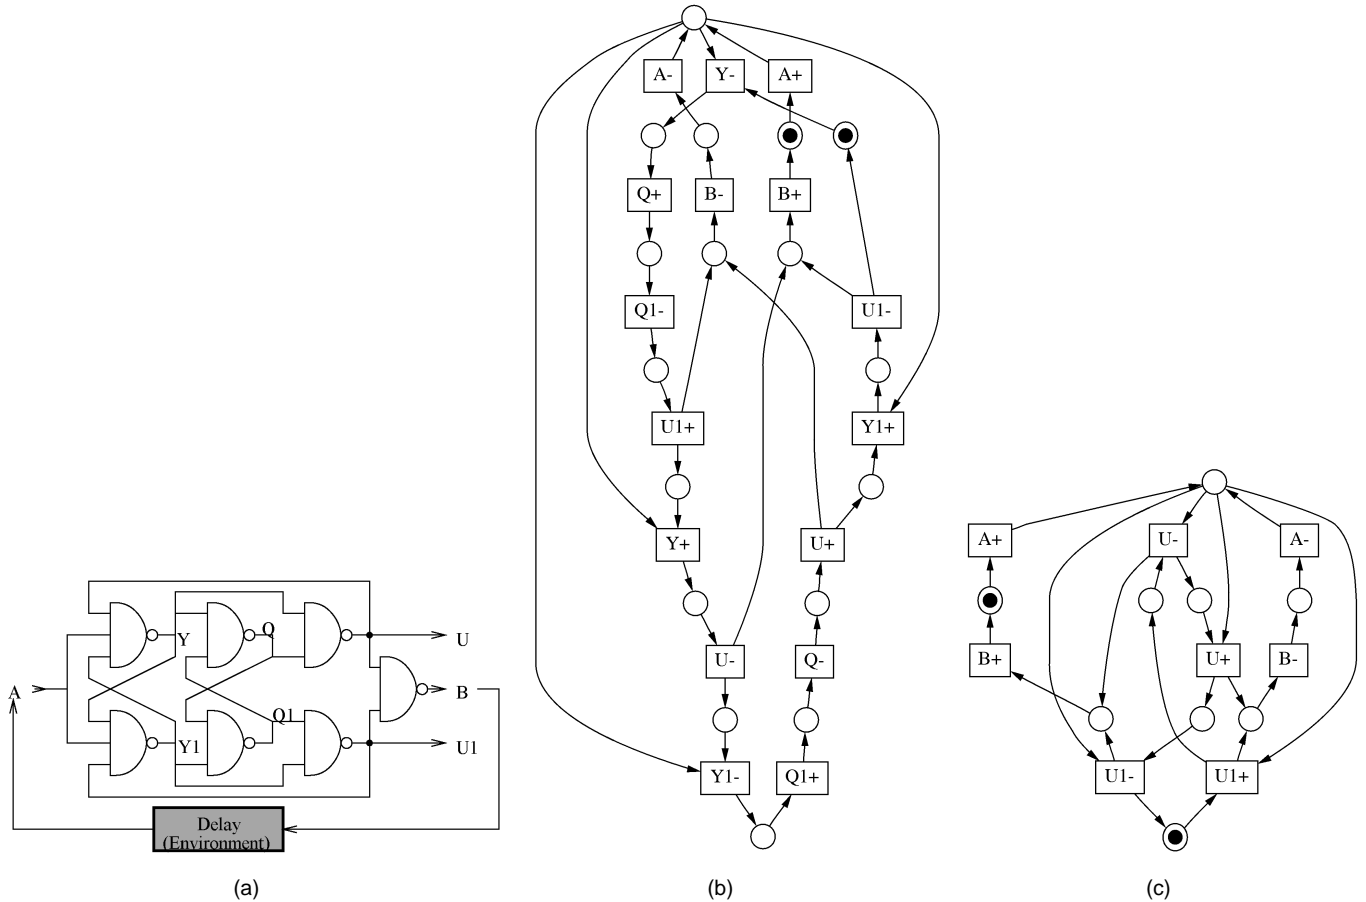 A- Y- A+
Q+ B- B+
Q1- U1-
U1+ Y1+
Y+ U+
U- Q-
Y1- Q1+
A+ U- A-
B+ U+ B-
U1- U1+
Y Q U
A B
Y1 Q1 U1
Delay
(Environment)
(a) (b) (c)